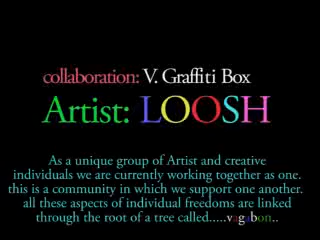 collaboration: V. Graffiti Box
Artist: LOOSH
As a unique group of Artist and creative
individuals we are currently working together as one.
this is a community in which we support one another.
all these aspects of individual freedoms are linked
through the root of a tree called.....vagabon..